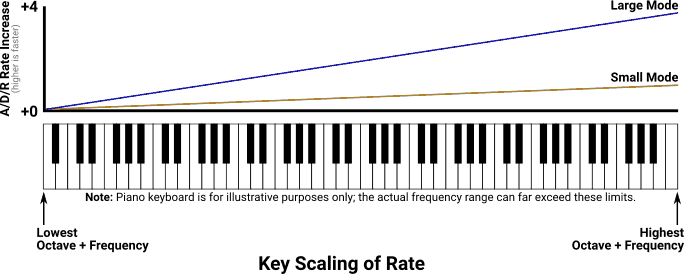 +4
Large Mode
A/D/R Rate Increase
(higher is faster)
Small Mode
+0
Note: Piano keyboard is for illustrative purposes only; the actual frequency range can far exceed these limits.
Lowest
Octave + Frequency
Highest
Octave + Frequency
Key Scaling of Rate